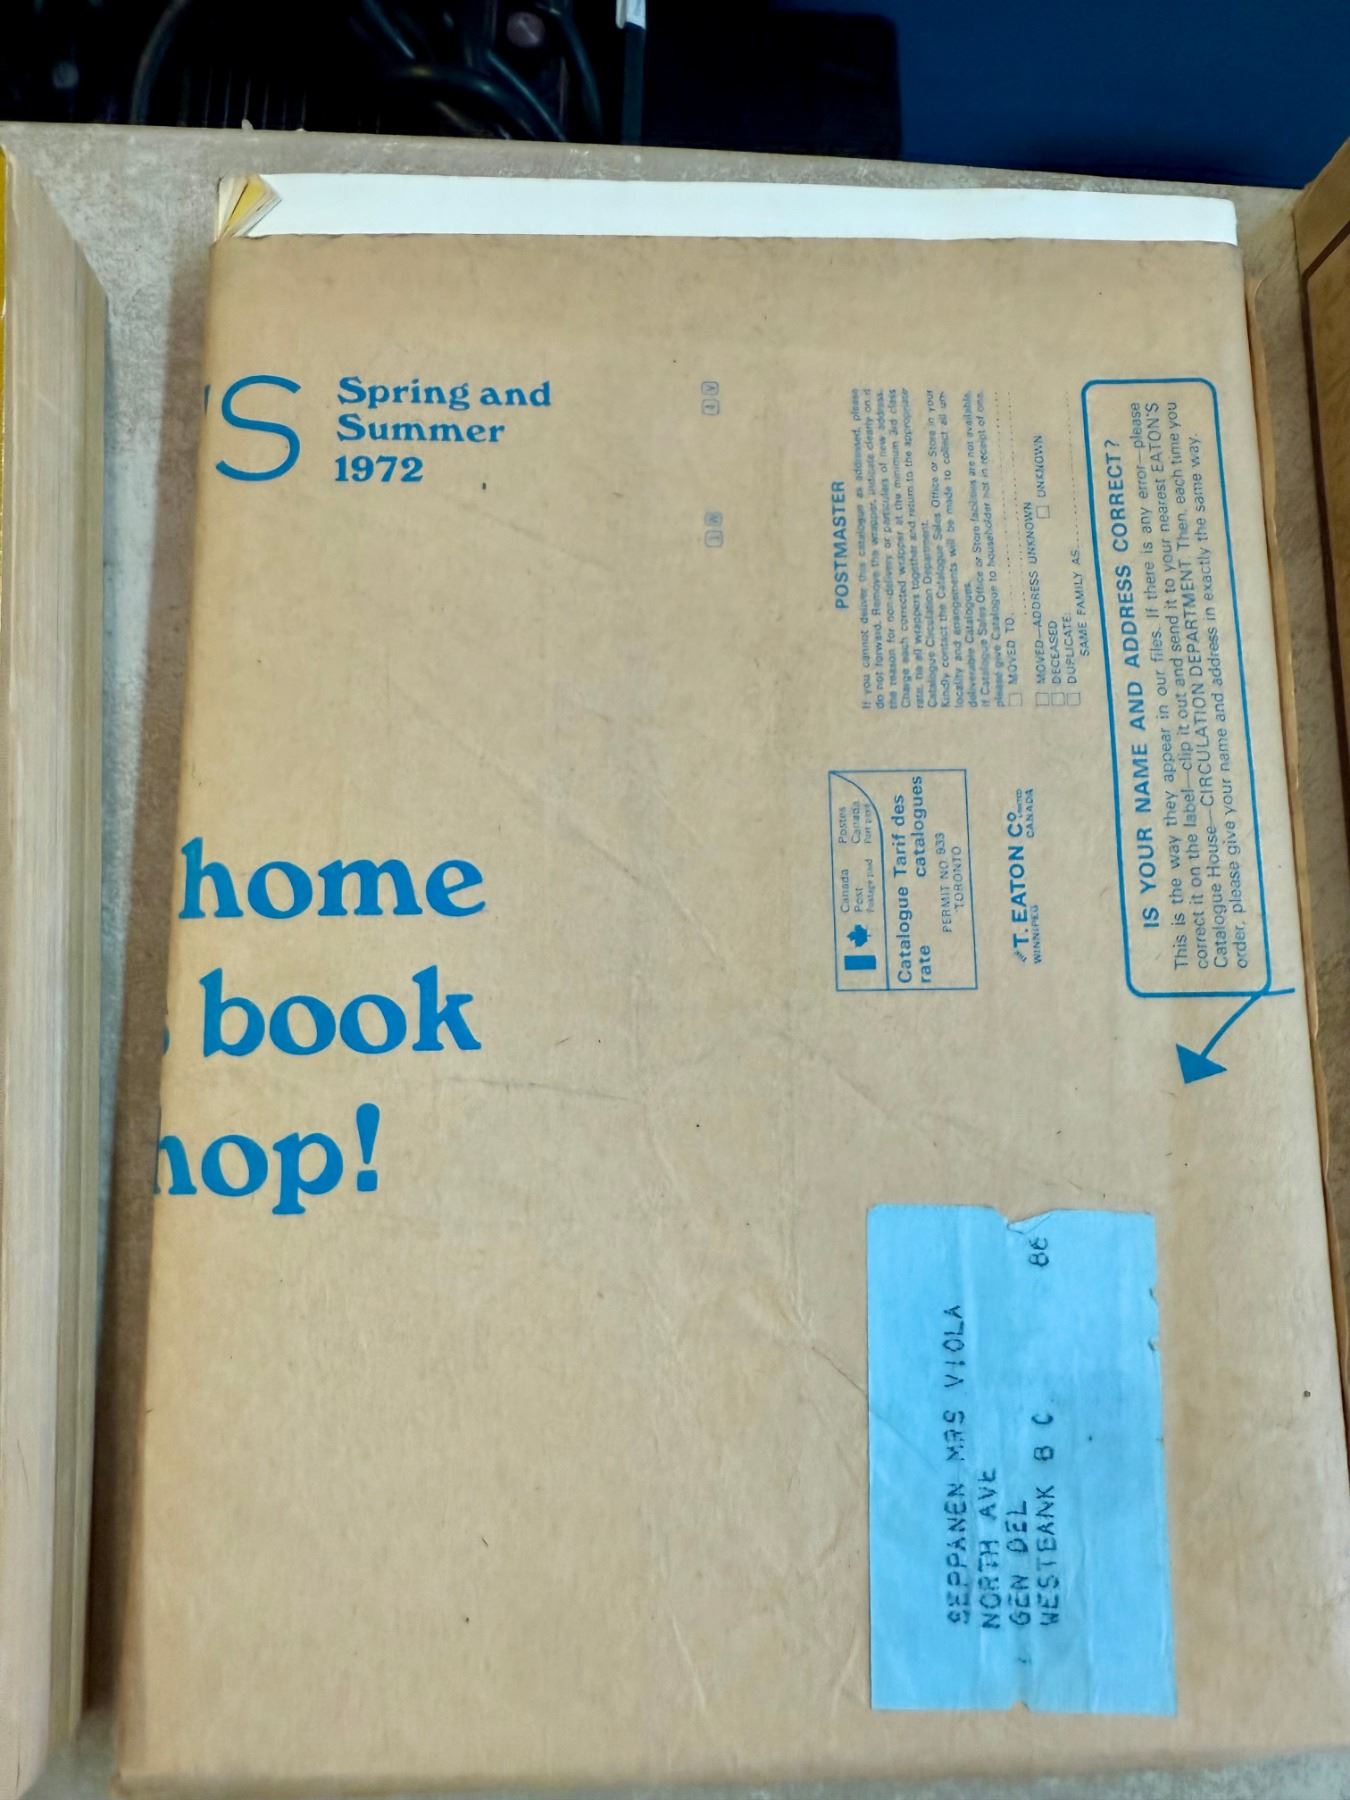 'S
Spring and
Summer
1972
home
book
hop!
POSTMASTER
If you cannot deliver this catalogue as addressed, please
do not forward. Remove the wrapper, indicate clearly on it
the reason for non-delivery or particulars of new address.
Charge each corrected wrapper at the minimum 3rd class
rate, tie all wrappers together and return to the appropriate
Catalogue Circulation Department.
Kindly contact the Catalogue Sales Office or Store in your
locality and arrangements will be made to collect all un-
deliverable Catalogues.
If Catalogue Sales Office or Store facilities are not available,
please give Catalogue to householder not in receipt of one.
MOVED TO
MOVED—ADDRESS UNKNOWN
DECEASED UNKNOWN
DUPLICATE:
SAME FAMILY AS
Canada Postes
Post Canada
Postage paid Port payé
Catalogue Tarif des
rate catalogues
PERMIT NO. 933
TORONTO
T. EATON CO. LIMITED
WINNIPEG CANADA
IS YOUR NAME AND ADDRESS CORRECT?
This is the way they appear in our files. If there is any error—please
correct it on the label—clip it out and send it to your nearest EATON'S
Catalogue House—CIRCULATION DEPARTMENT. Then, each time you
order, please give your name and address in exactly the same way.
86
SEPPANEN MRS VIOLA
NORTH AVE
GEN DEL
WESTBANK B C